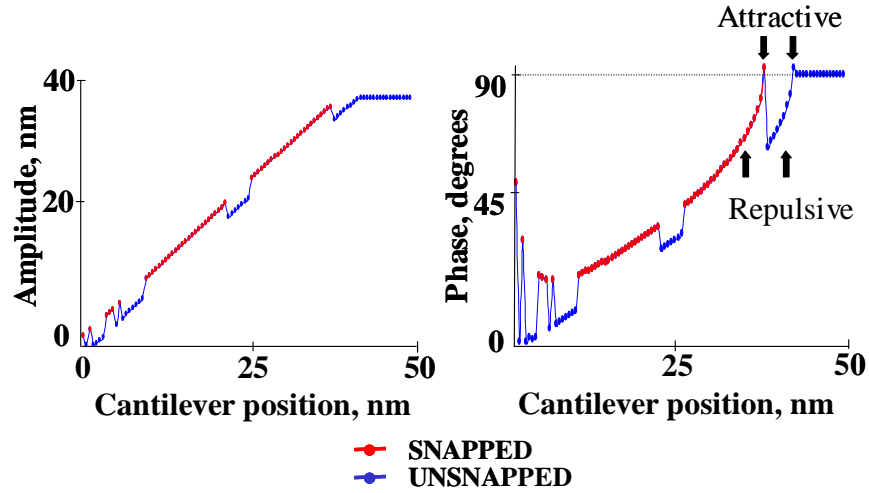 Attractive
40
20
0
Amplitude, nm
0
25
50
Cantilever position, nm
90
45
0
Phase, degrees
Repulsive
25
50
Cantilever position, nm
SNAPPED
UNSNAPPED